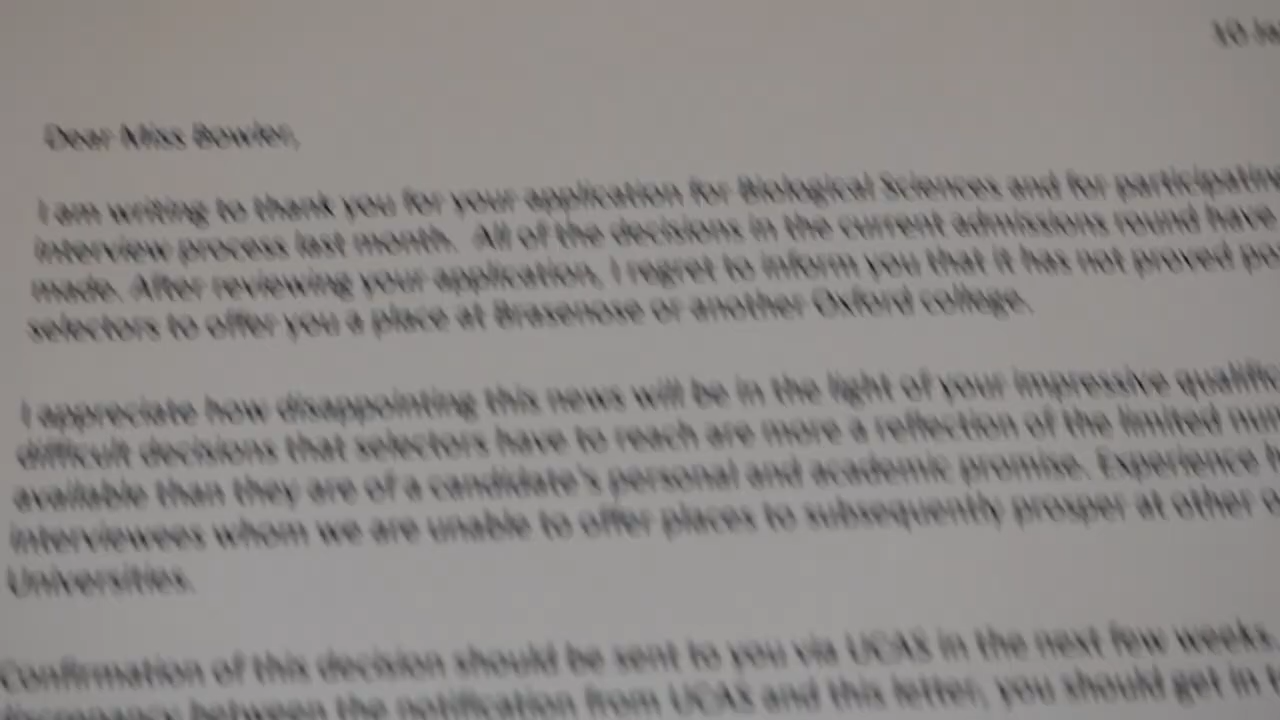 10 Ja
Dear Miss Bowler,
I am writing to thank you for your application for Biological Sciences and for participating
interview process last month. All of the decisions in the current admissions round have
made. After reviewing your application, I regret to inform you that it has not proved po
selectors to offer you a place at Brasenose or another Oxford college.
I appreciate how disappointing this news will be in the light of your impressive qualific
difficult decisions that selectors have to reach are more a reflection of the limited num
available than they are of a candidate's personal and academic promise. Experience h
interviewees whom we are unable to offer places to subsequently prosper at other
Universities.
Confirmation of this decision should be sent to you via UCAS in the next few weeks.
discrepancy between the notification from UCAS and this letter, you should get in t